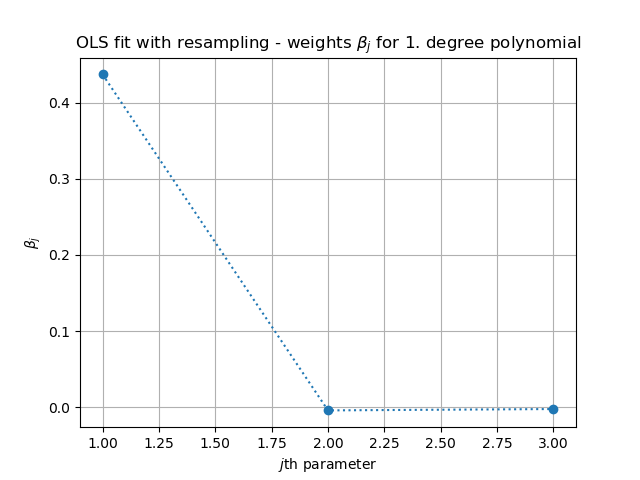 OLS fit with resampling - weights βj for 1. degree polynomial
0.4
0.3
0.2
0.1
0.0
βj
1.00 1.25 1.50 1.75 2.00 2.25 2.50 2.75 3.00
jth parameter